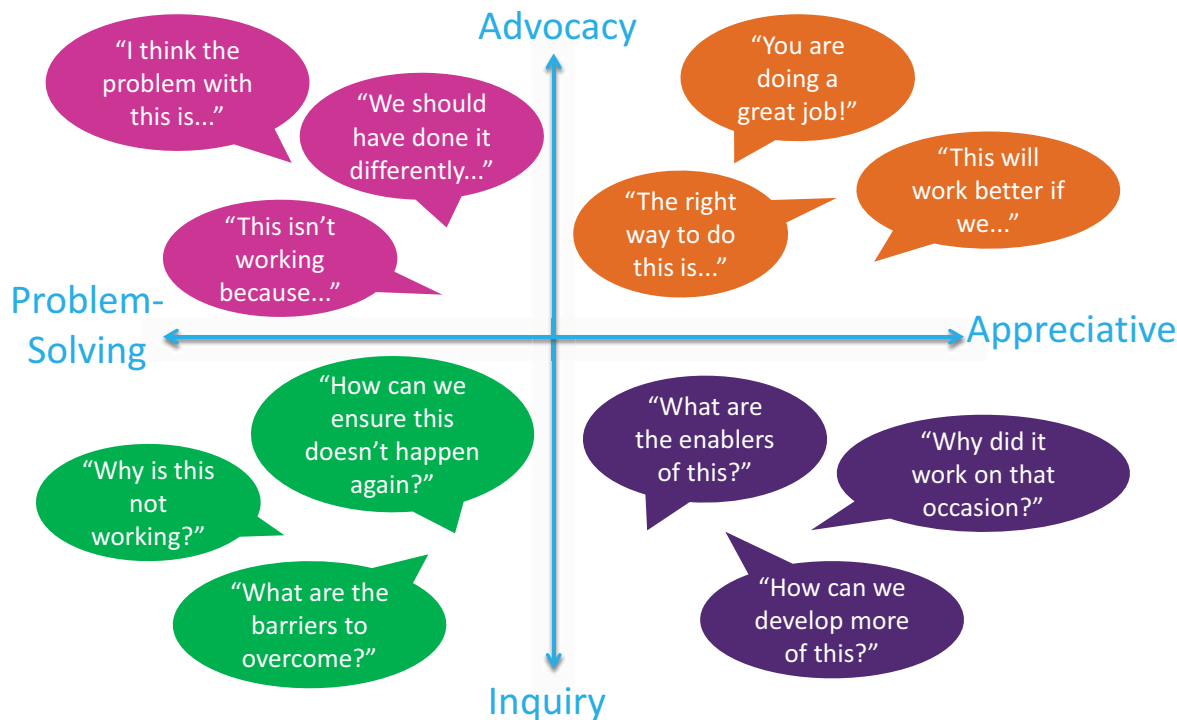 Advocacy
“I think the
problem with
this is...”
“We should
have done it
differently...”
“This isn’t
working
because...”
“You are
doing a
great job!”
“The right
way to do
this is...”
“This will
work better if
we...”
Problem-
Solving
Appreciative
“How can we
ensure this
doesn’t happen
again?”
“Why is this
not
working?”
“What are the
barriers to
overcome?”
“What are
the enablers
of this?”
“Why did it
work on that
occasion?”
“How can we
develop more
of this?”
Inquiry